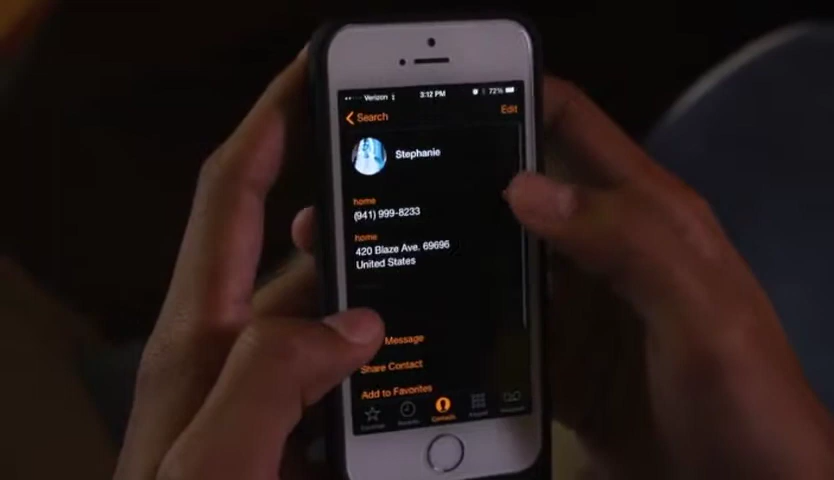 Verizon 3:12 PM 72%
Search Edit
Stephanie
home
(941) 999-8233
home
420 Blaze Ave. 69696
United States
Message
Share Contact
Add to Favorites
Contacts